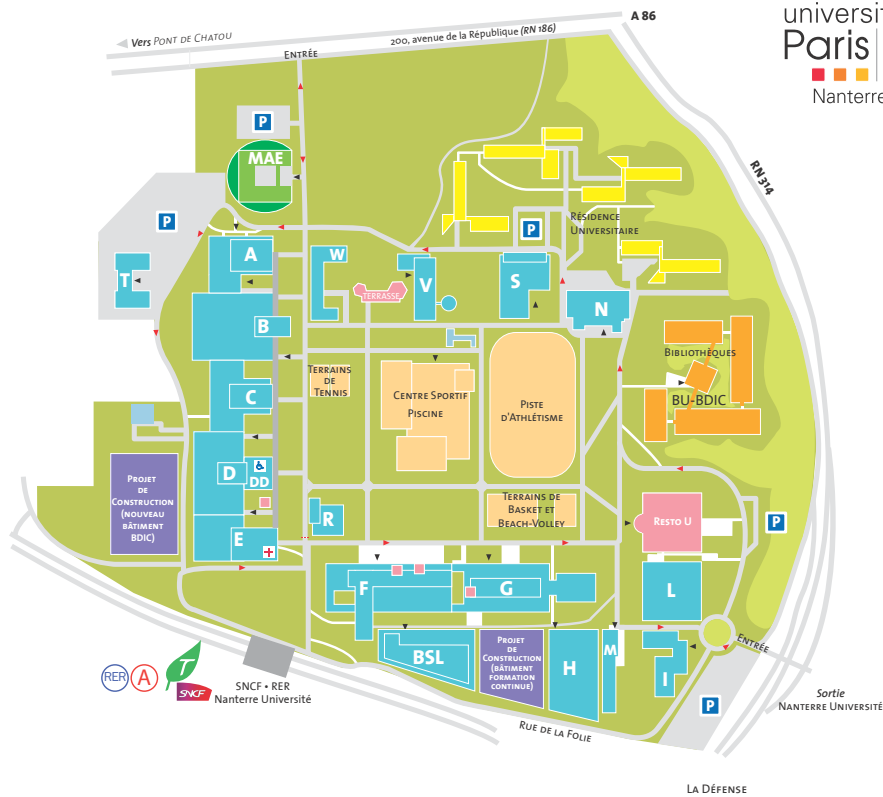 universit
Paris
Nanterre
A 86
Vers PONT DE CHATOU
200, avenue de la République (RN 186)
ENTRÉE
P
MAE
RN 314
P
P
RÉSIDENCE
UNIVERSITAIRE
A
W
T
V
S
TERRASSE
N
B
BIBLIOTHÈQUES
TERRAINS
DE
TENNIS
CENTRE SPORTIF
PISCINE
PISTE
D'ATHLÉTISME
BU-BDIC
C
D
DD
PROJET
DE
CONSTRUCTION
(NOUVEAU
BÂTIMENT
BDIC)
TERRAINS DE
BASKET ET
BEACH-VOLLEY
R
RESTO U
P
E
F
G
L
BSL
PROJET
DE
CONSTRUCTION
(BÂTIMENT
FORMATION
CONTINUE)
H
M
I
ENTRÉE
RER
A
T
SNCF
SNCF • RER
Nanterre Université
P
Sortie
NANTERRE UNIVERSITÉ
RUE DE LA FOLIE
LA DÉFENSE